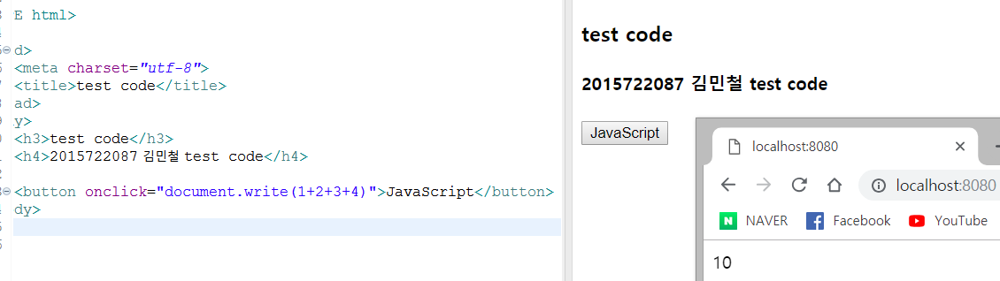 E html>
d>
<meta charset="utf-8">
<title>test code</title>
ad>
y>
<h3>test code</h3>
<h4>2015722087 김민철 test code</h4>
<button onclick="document.write(1+2+3+4)">JavaScript</button>
dy>
test code
2015722087 김민철 test code
JavaScript
localhost:8080
localhost:8080
NAVER
Facebook
YouTube
10